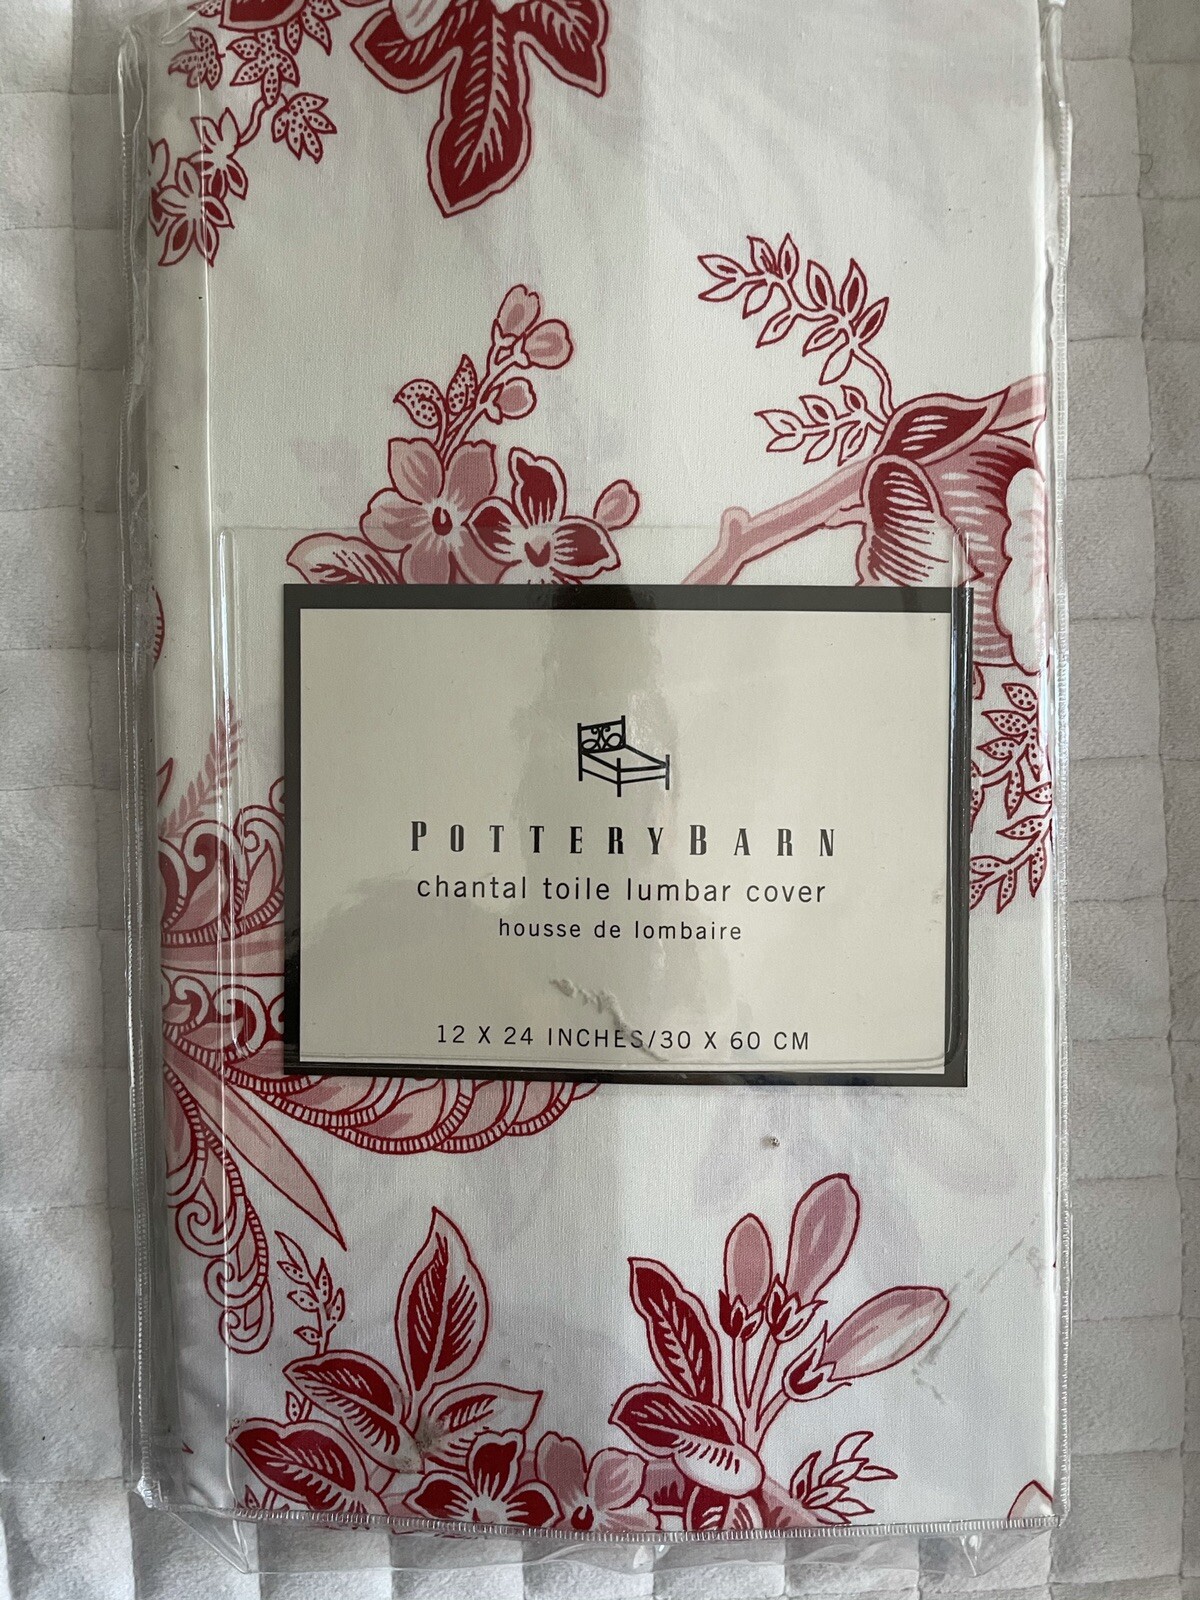 POTTERYBARN
chantal toile lumbar cover
housse de lombaire
12 X 24 INCHES/30 X 60 CM